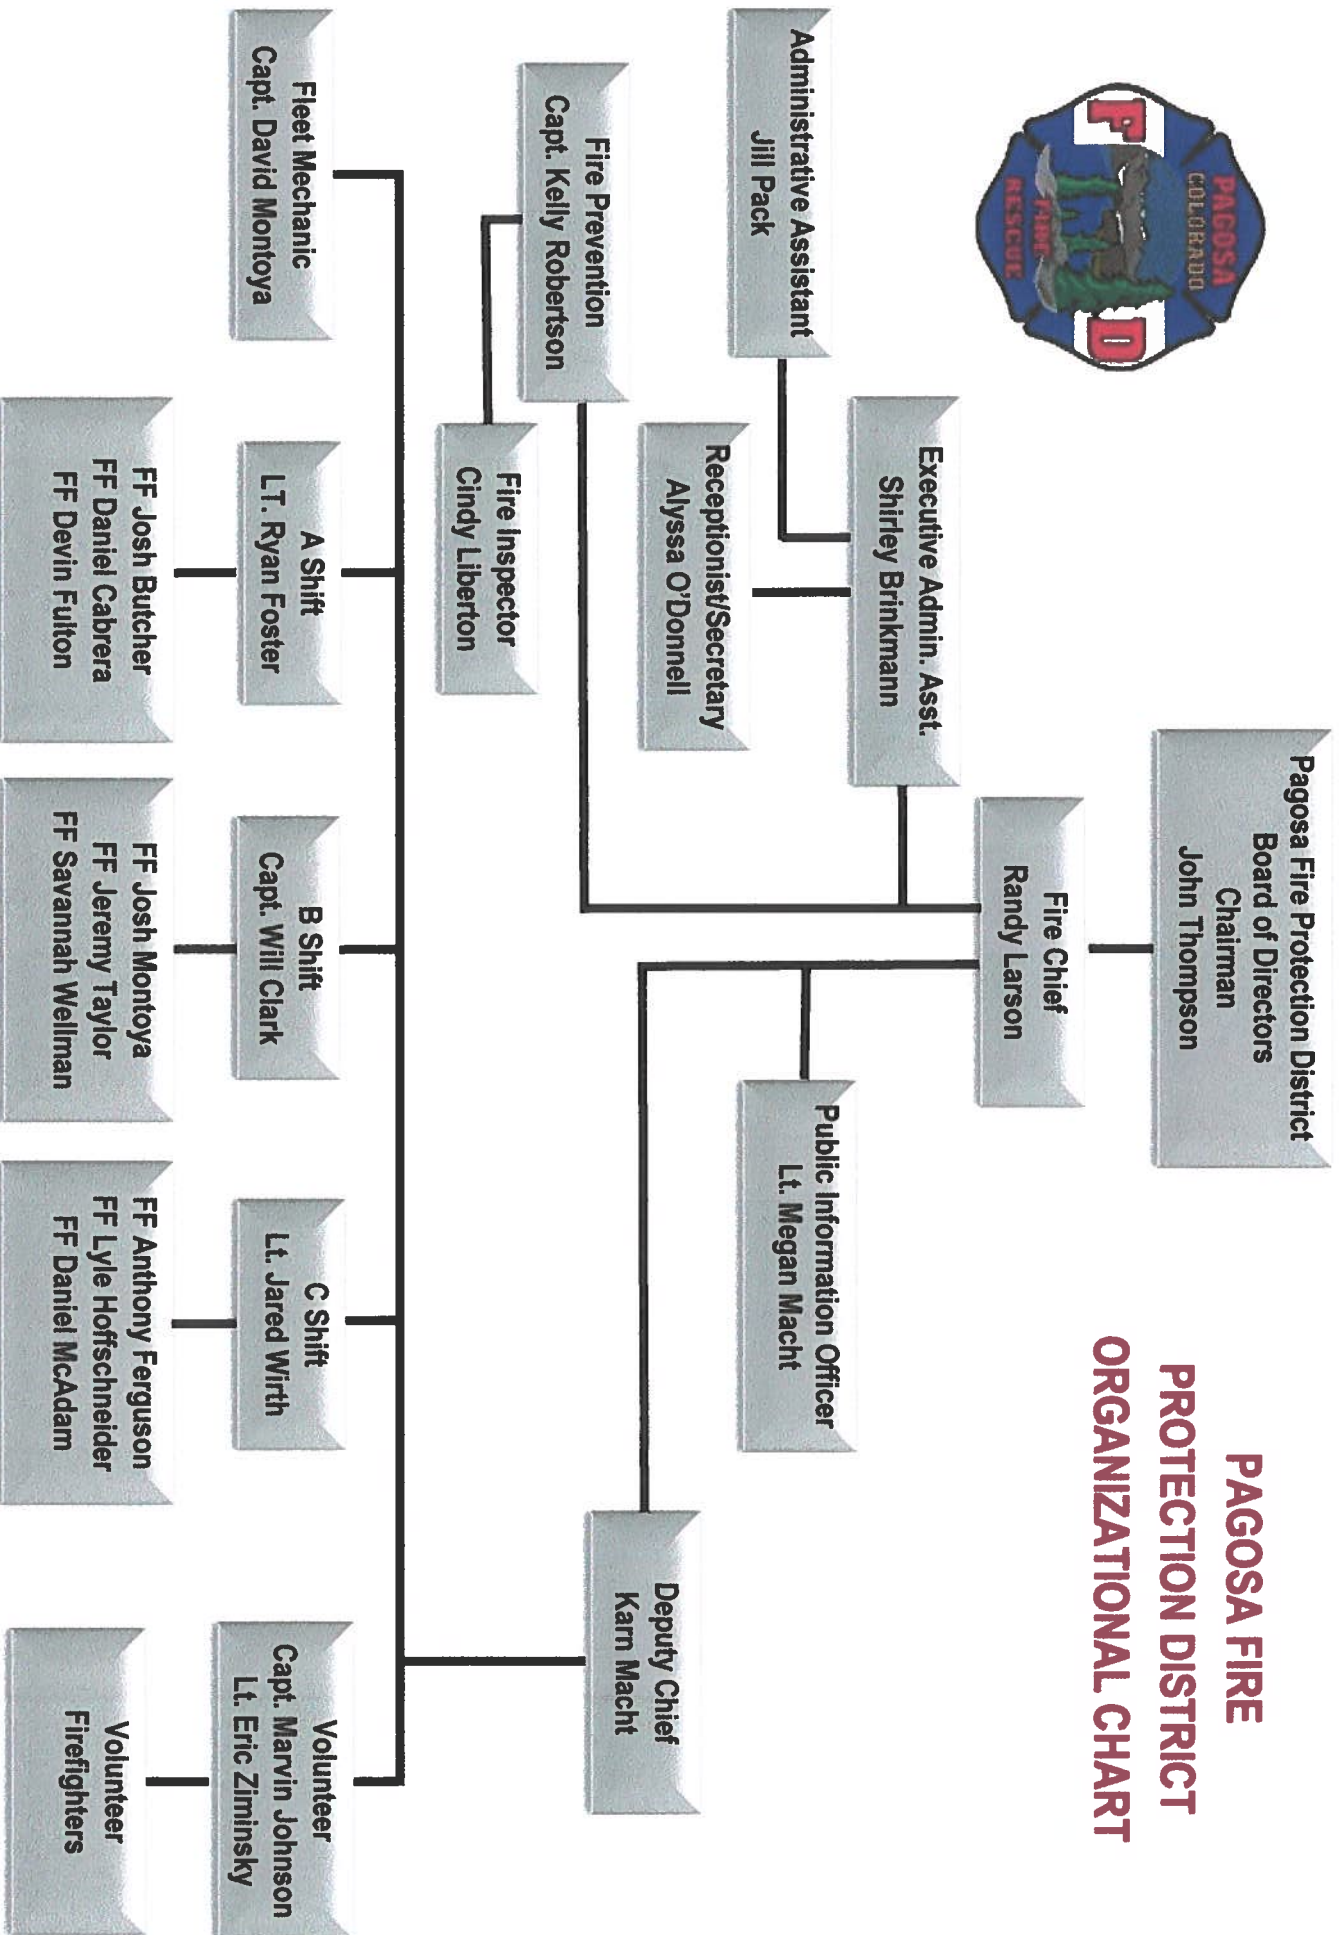 PAGOSA
COLORADO
F D
FIRE
RESCUE
PAGOSA FIRE
PROTECTION DISTRICT
ORGANIZATIONAL CHART
Pagosa Fire Protection District
Board of Directors
Chairman
John Thompson
Fire Chief
Randy Larson
Executive Admin. Asst.
Shirley Brinkmann
Administrative Assistant
Jill Pack
Receptionist/Secretary
Alyssa O'Donnell
Public Information Officer
Lt. Megan Macht
Fire Prevention
Capt. Kelly Robertson
Fire Inspector
Cindy Liberton
Deputy Chief
Karn Macht
Fleet Mechanic
Capt. David Montoya
A Shift
LT. Ryan Foster
B Shift
Capt. Will Clark
C Shift
Lt. Jared Wirth
Volunteer
Capt. Marvin Johnson
Lt. Eric Ziminsky
FF Josh Butcher
FF Daniel Cabrera
FF Devin Fulton
FF Josh Montoya
FF Jeremy Taylor
FF Savannah Wellman
FF Anthony Ferguson
FF Lyle Hoffschneider
FF Daniel McAdam
Volunteer
Firefighters